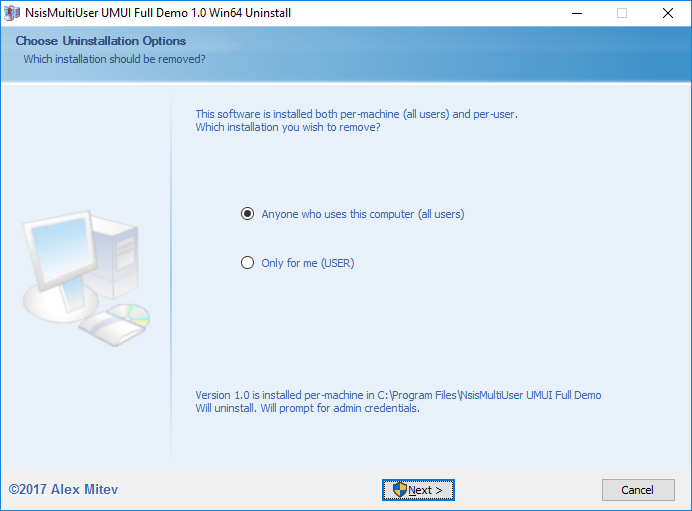 NsisMultiUser UMUI Full Demo 1.0 Win64 Uninstall
Choose Uninstallation Options
Which installation should be removed?
This software is installed both per-machine (all users) and per-user.
Which installation you wish to remove?
Anyone who uses this computer (all users)
Only for me (USER)
Version 1.0 is installed per-machine in C:\Program Files\NsisMultiUser UMUI Full Demo
Will uninstall. Will prompt for admin credentials.
©2017 Alex Mitev
Next >
Cancel